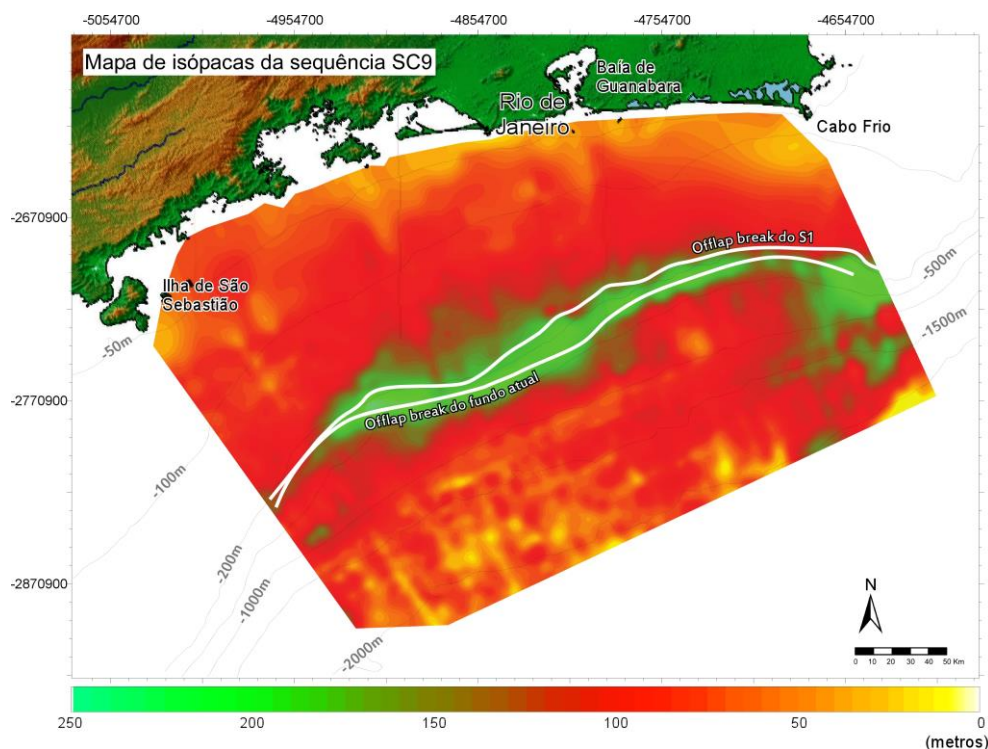 -5054700 -4954700 -4854700 -4754700 -4654700
Mapa de isópacas da sequência SC9
Baía de
Guanabara
Rio de
Janeiro
Cabo Frio
-2670900
Offlap break do S1
-500m
Ilha de São
Sebastião
-1500m
-50m
-2770900
Offlap break do fundo atual
-100m
-200m
-2870900
-1000m
N
-2000m
0 10 20 30 40 50 Km
250 200 150 100 50 0
(metros)